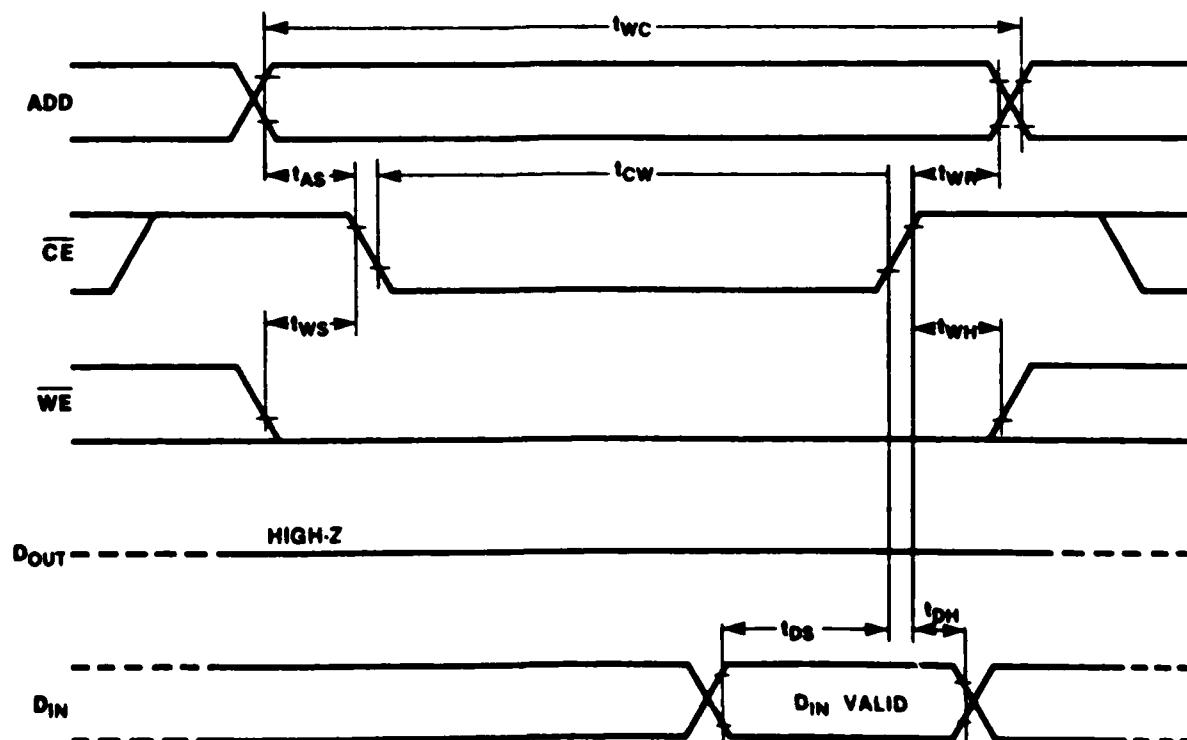 tWC
ADD
tAS
tCW
tWR
CE
tWS
tWH
WE
HIGH-Z
DOUT
tDH
tDS
DIN
DIN VALID